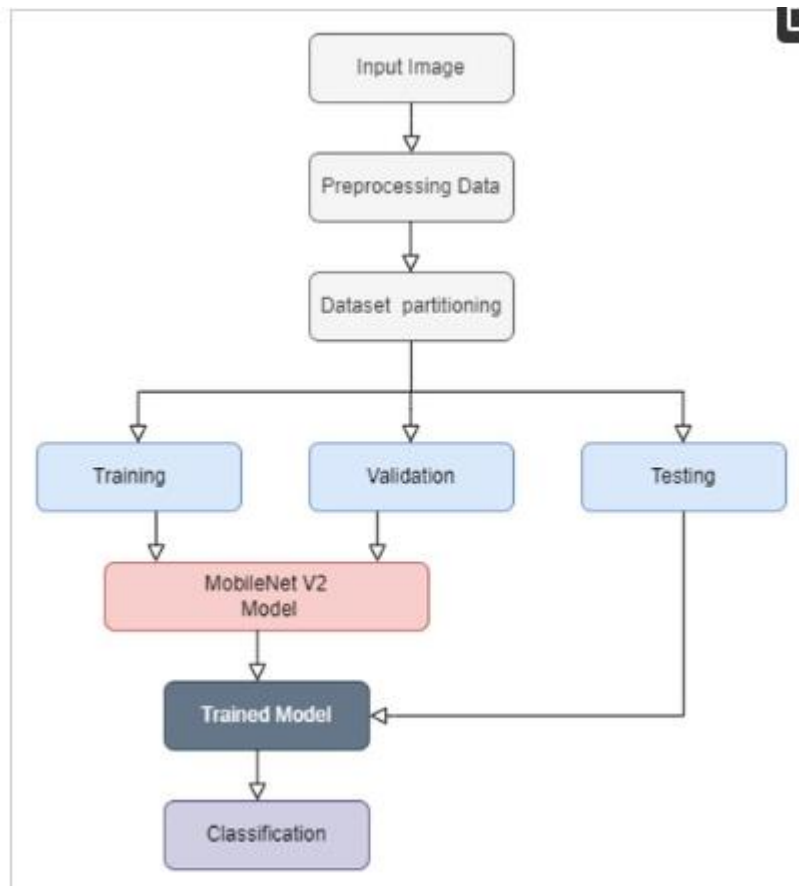 Input Image
Preprocessing Data
Dataset partitioning
Training
Validation
Testing
MobileNet V2
Model
Trained Model
Classification